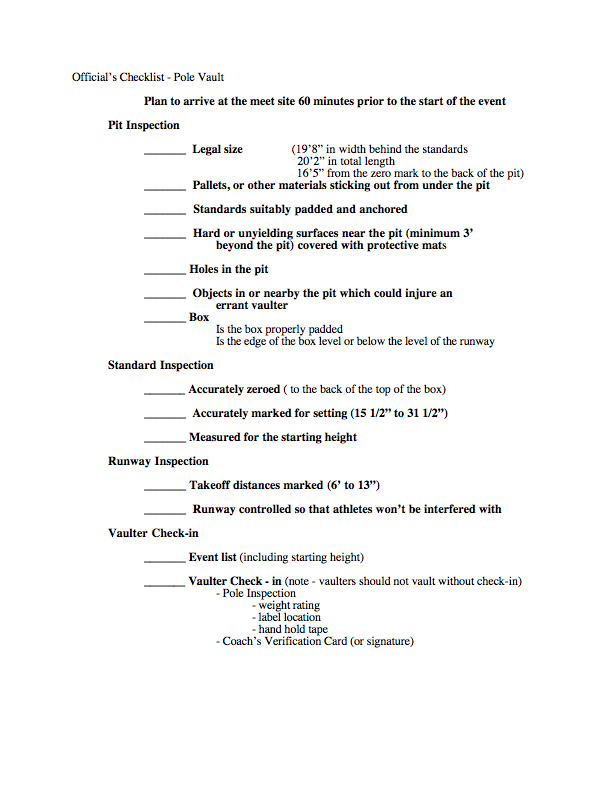 Official’s Checklist - Pole Vault
Plan to arrive at the meet site 60 minutes prior to the start of the event
Pit Inspection
_______ Legal size (19’8” in width behind the standards
20’2” in total length
16’5” from the zero mark to the back of the pit)
_______ Pallets, or other materials sticking out from under the pit
_______ Standards suitably padded and anchored
_______ Hard or unyielding surfaces near the pit (minimum 3’
beyond the pit) covered with protective mats
_______ Holes in the pit
_______ Objects in or nearby the pit which could injure an
errant vaulter
_______ Box
Is the box properly padded
Is the edge of the box level or below the level of the runway
Standard Inspection
_______ Accurately zeroed ( to the back of the top of the box)
_______ Accurately marked for setting (15 1/2” to 31 1/2”)
_______ Measured for the starting height
Runway Inspection
_______ Takeoff distances marked (6’ to 13”)
_______ Runway controlled so that athletes won’t be interfered with
Vaulter Check-in
_______ Event list (including starting height)
_______ Vaulter Check - in (note - vaulters should not vault without check-in)
- Pole Inspection
- weight rating
- label location
- hand hold tape
- Coach’s Verification Card (or signature)